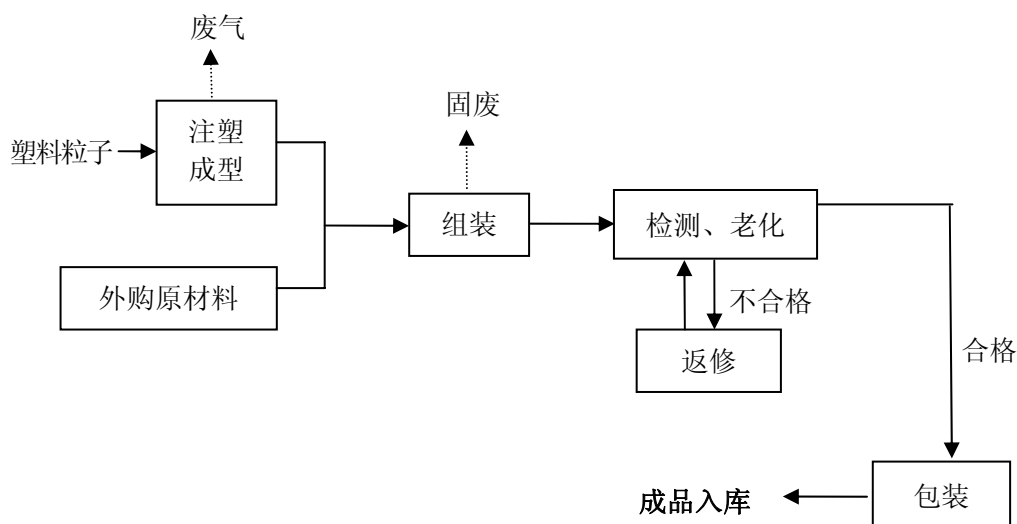 废气
固废
注塑
成型
塑料粒子
组装
检测、老化
外购原材料
不合格
返修
合格
包装
成品入库